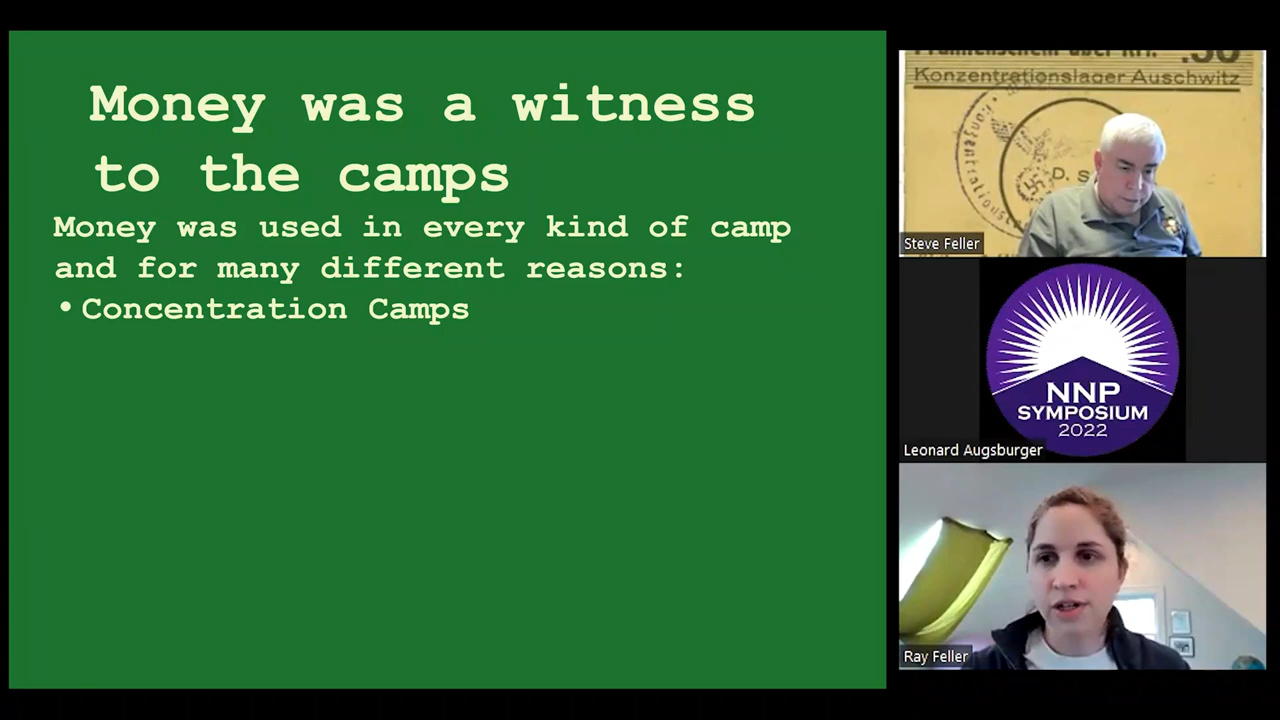 Money was a witness
to the camps
Money was used in every kind of camp
and for many different reasons:
• Concentration Camps
.50
Konzentrationslager Auschwitz
D. S
Steve Feller
NNP
SYMPOSIUM
2022
Leonard Augsburger
Ray Feller